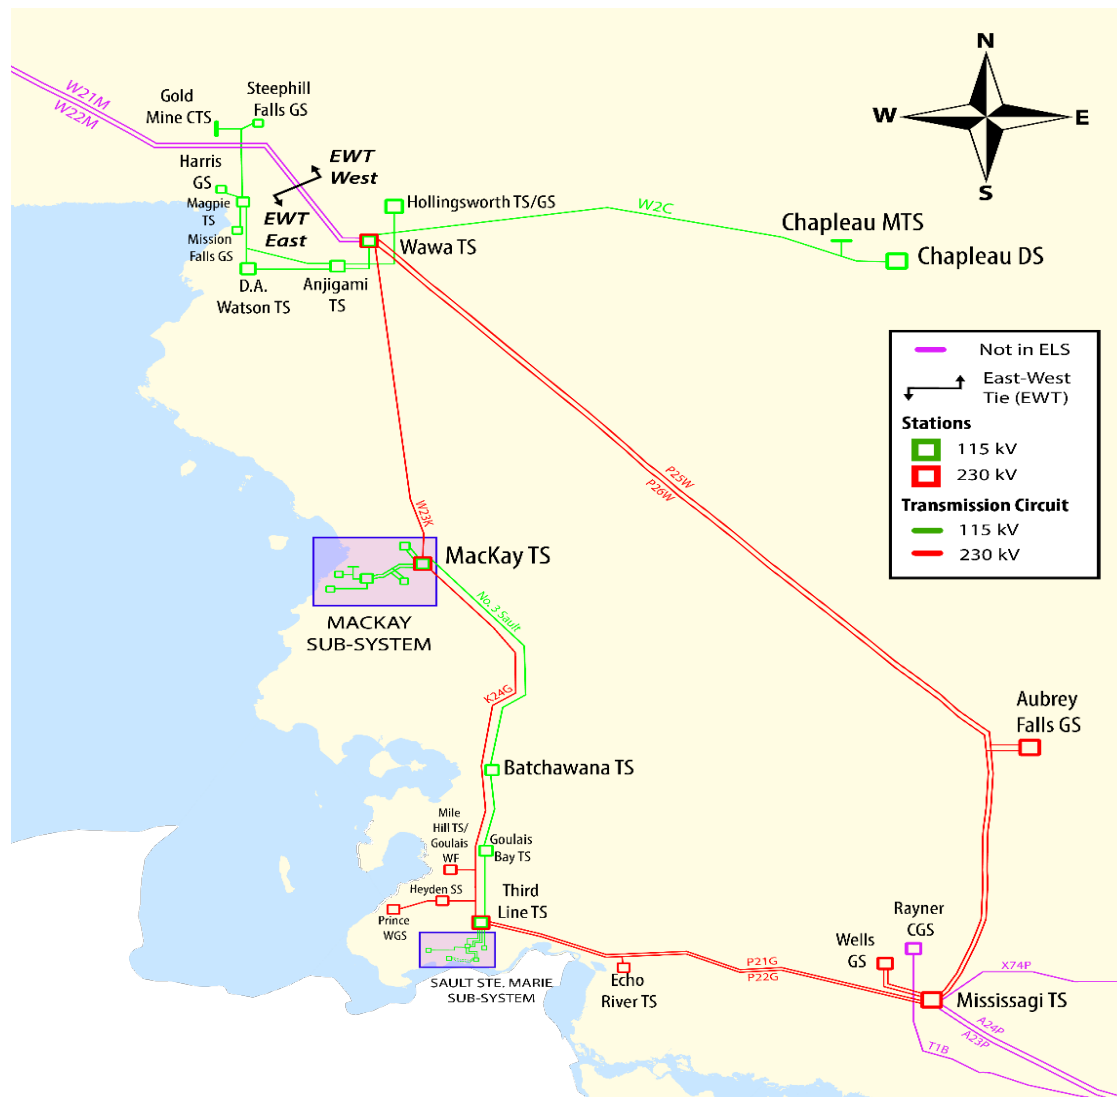 N
W
E
S
W21M
W22M
Gold
Mine CTS
Steephill
Falls GS
Harris
GS
Magpie
TS
Mission
Falls GS
EWT
West
EWT
East
Hollingsworth TS/GS
Wawa TS
W2C
Chapleau MTS
Chapleau DS
D.A.
Watson TS
Anjigami
TS
Not in ELS
East-West
Tie (EWT)
Stations
115 kV
230 kV
Transmission Circuit
115 kV
230 kV
P25W
P26W
W23K
MacKay TS
MACKAY
SUB-SYSTEM
No. 3 Sault
K24G
Aubrey
Falls GS
Batchawana TS
Mile
Hill TS/
Goulais
WF
Goulais
Bay TS
Heyden SS
Prince
WGS
Third
Line TS
SAULT STE. MARIE
SUB-SYSTEM
Echo
River TS
P21G
P22G
Wells
GS
Rayner
CGS
X74P
Mississagi TS
A24P
A23P
T1B